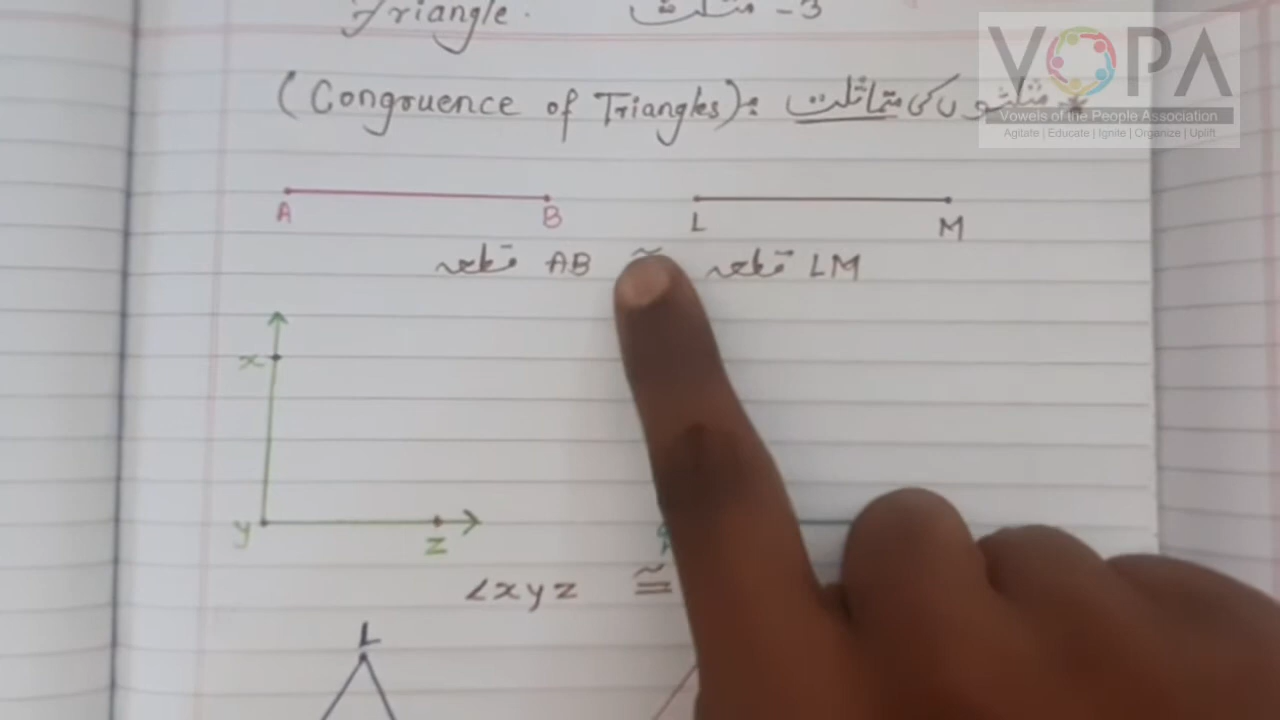 Triangle. 3- مثلث
* مثلثوں کی متماثلت :(Congruence of Triangles)
VOPA
Vowels of the People Association
Agitate | Educate | Ignite | Organize | Uplift
A B L M
قطعہ AB ≅ قطعہ LM
x
y z
∠xyz ≅
L